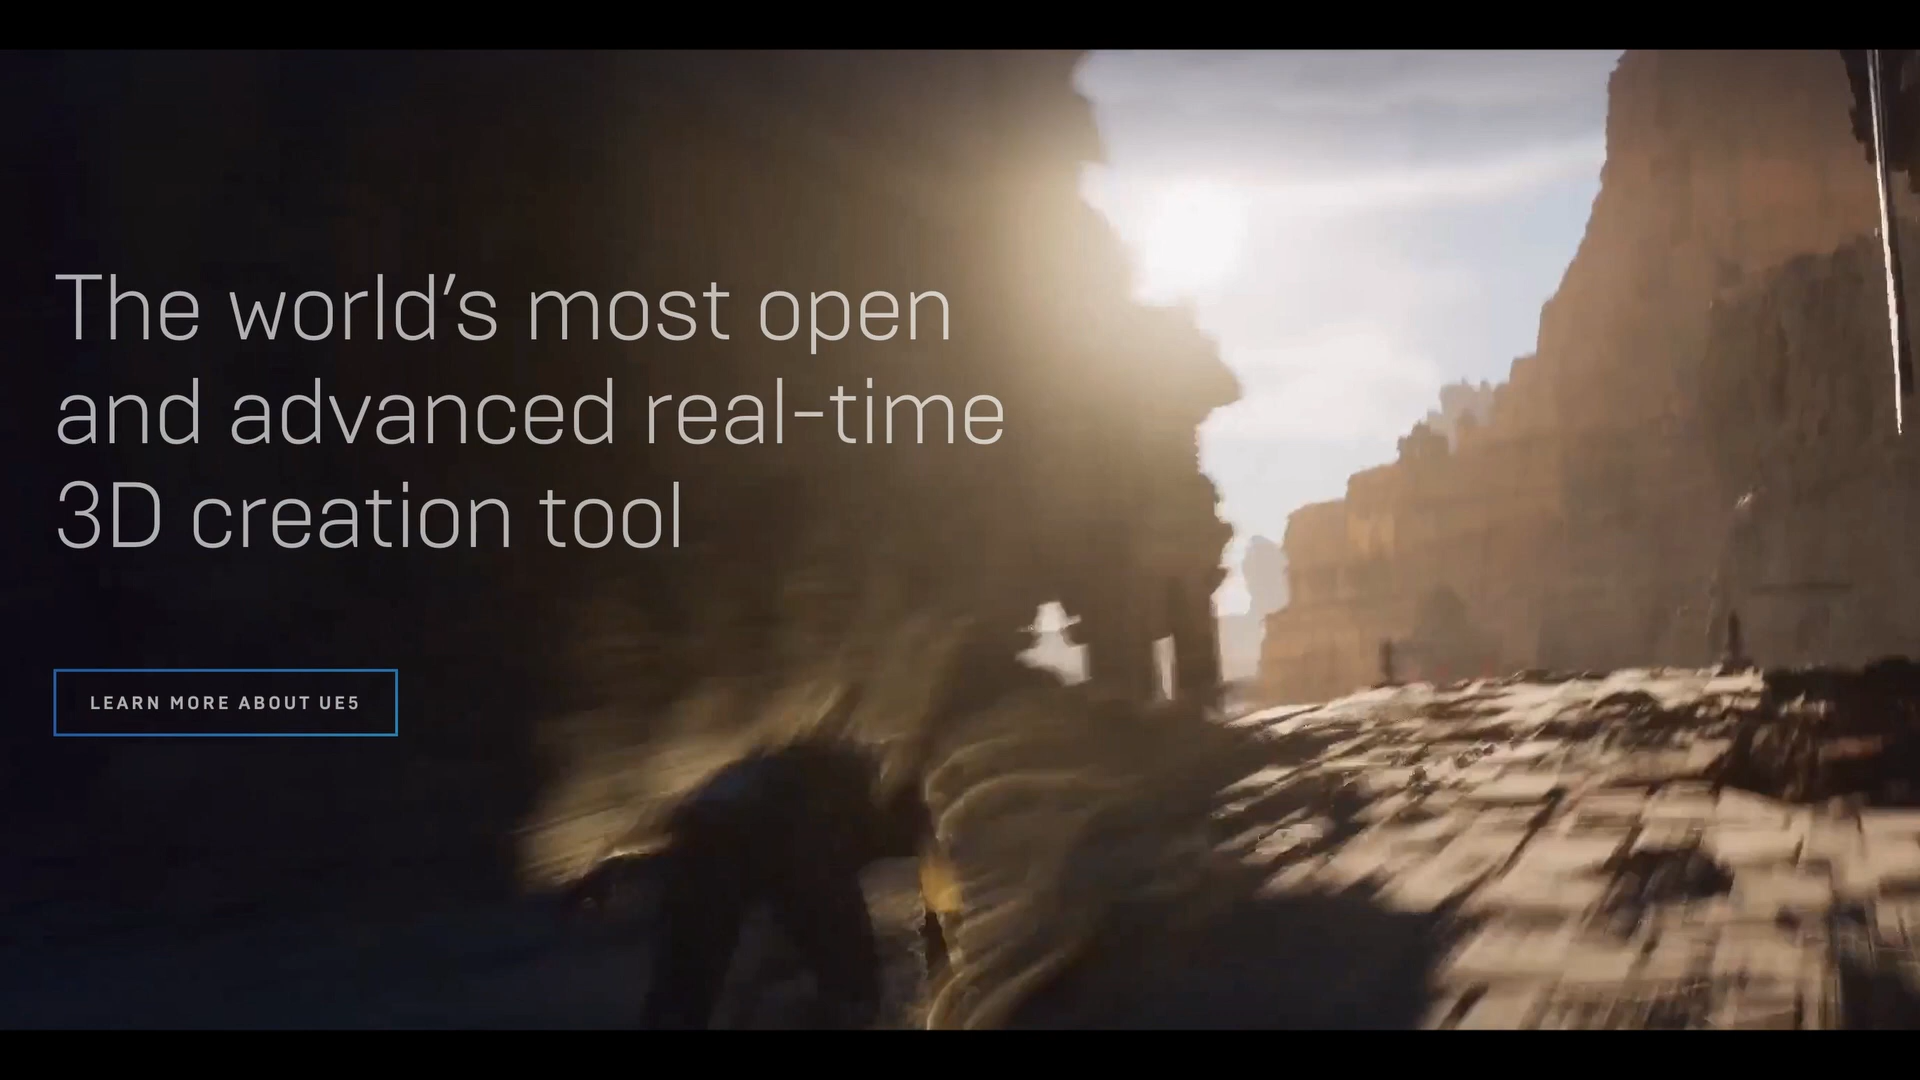 The world’s most open
and advanced real-time
3D creation tool
LEARN MORE ABOUT UE5